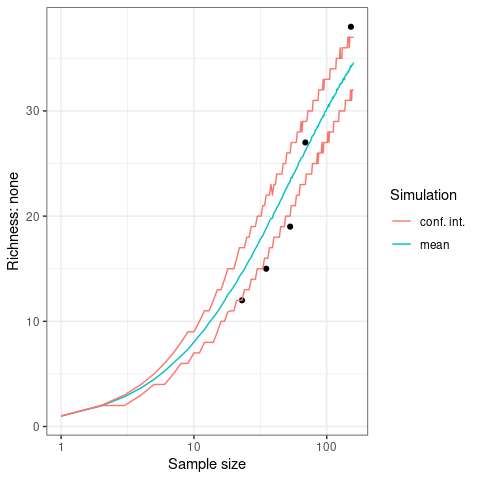 Richness: none
30
20
10
0
1
10
100
Sample size
Simulation
conf. int.
mean